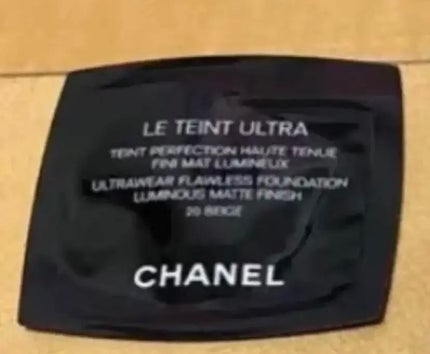 LE TEINT ULTRA
TEINT PERFECTION HAUTE TENUE
FINI MAT LUMINEUX
ULTRAWEAR FLAWLESS FOUNDATION
LUMINOUS MATTE FINISH
20 BEIGE
CHANEL